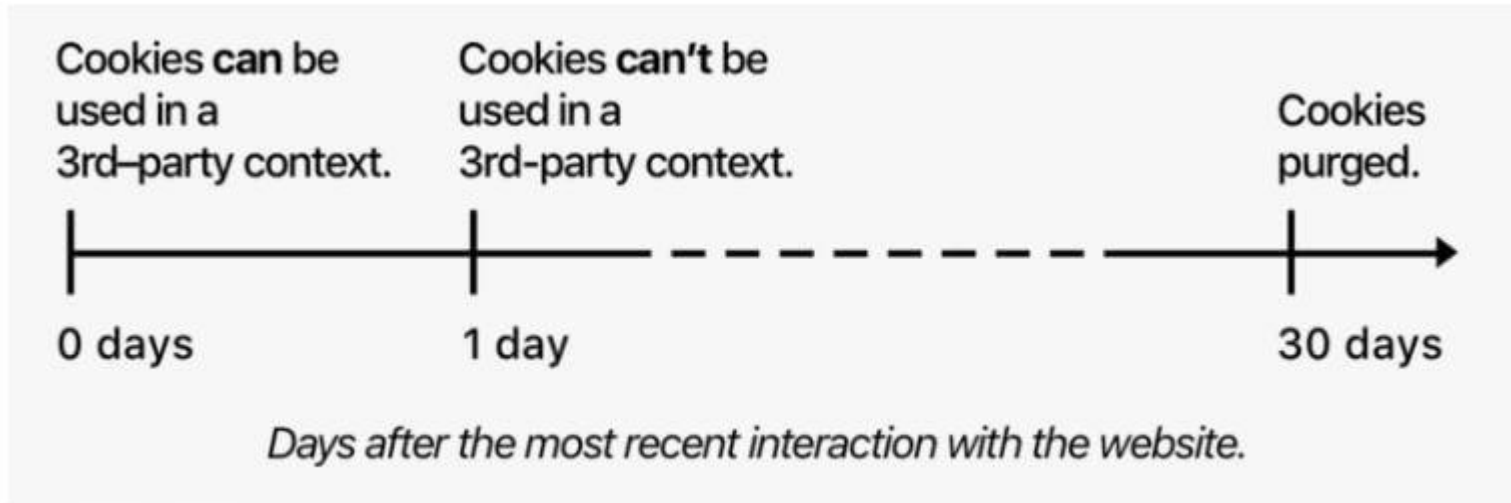 Cookies can be
used in a
3rd–party context.
Cookies can't be
used in a
3rd-party context.
Cookies
purged.
0 days
1 day
30 days
Days after the most recent interaction with the website.